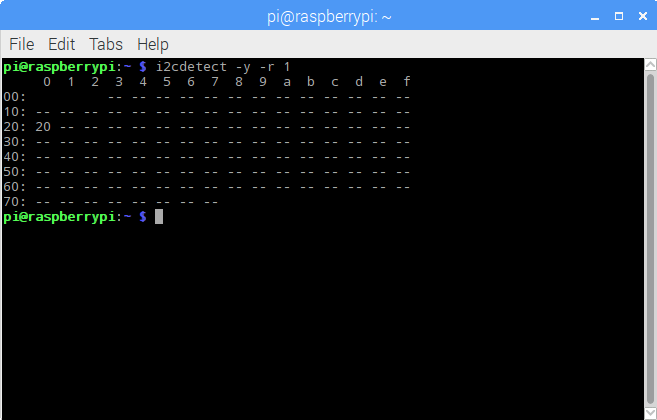 pi@raspberrypi: ~
File Edit Tabs Help
pi@raspberrypi:~ $ i2cdetect -y -r 1
     0  1  2  3  4  5  6  7  8  9  a  b  c  d  e  f
00:          -- -- -- -- -- -- -- -- -- -- -- -- --
10: -- -- -- -- -- -- -- -- -- -- -- -- -- -- -- --
20: 20 -- -- -- -- -- -- -- -- -- -- -- -- -- -- --
30: -- -- -- -- -- -- -- -- -- -- -- -- -- -- -- --
40: -- -- -- -- -- -- -- -- -- -- -- -- -- -- -- --
50: -- -- -- -- -- -- -- -- -- -- -- -- -- -- -- --
60: -- -- -- -- -- -- -- -- -- -- -- -- -- -- -- --
70: -- -- -- -- -- -- -- --
pi@raspberrypi:~ $